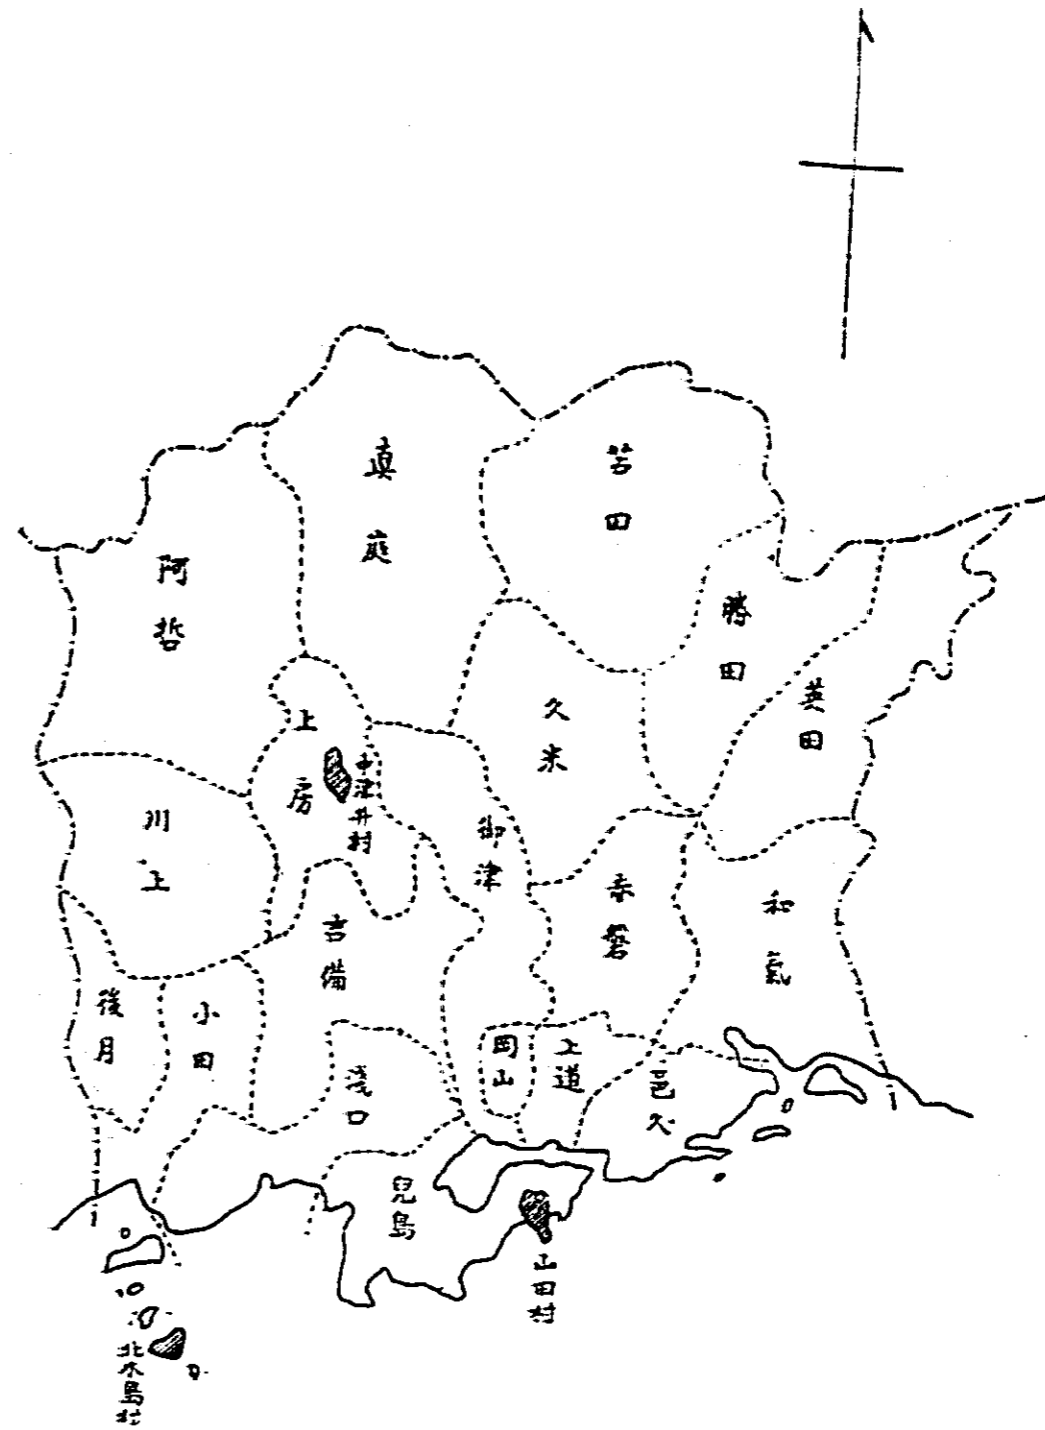 真庭
苫田
阿哲
勝田
英田
久米
上房
中津井村
川上
御津
赤磐
和氣
吉備
後月
小田
岡山
上道
邑久
浅口
児島
山田村
北木島村